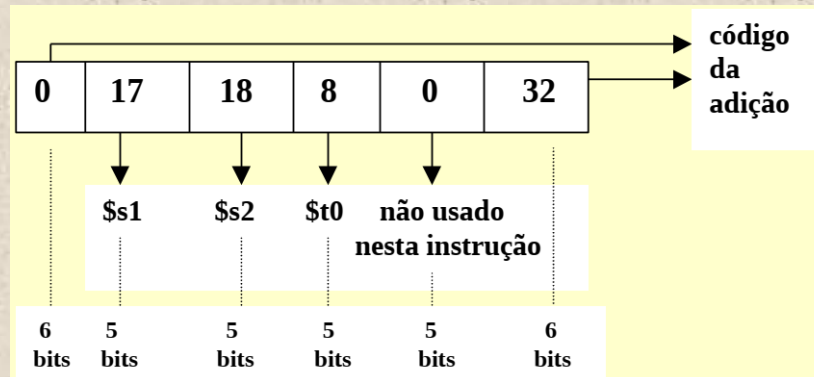 código
da
adição
0 17 18 8 0 32
$s1 $s2 $t0 não usado
nesta instrução
6 5 5 5 5 6
bits bits bits bits bits bits